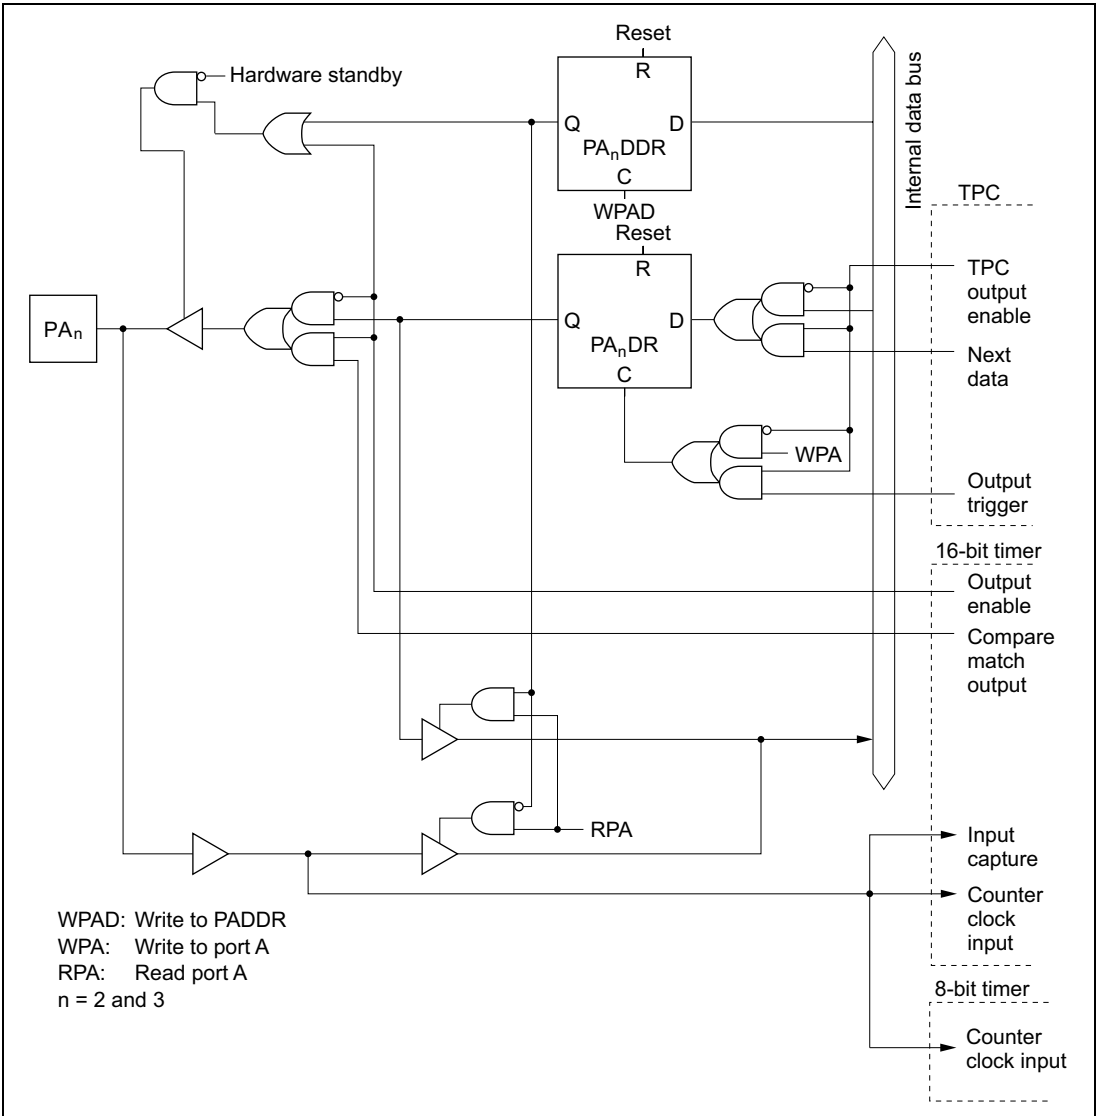 Reset
Hardware standby
R
Q
D
PAnDDR
C
WPAD
Internal data bus
TPC
Reset
R
Q
D
PAnDR
C
PAn
TPC
output
enable
Next
data
WPA
Output
trigger
16-bit timer
Output
enable
Compare
match
output
RPA
Input
capture
Counter
clock
input
WPAD: Write to PADDR
WPA: Write to port A
RPA: Read port A
n = 2 and 3
8-bit timer
Counter
clock input